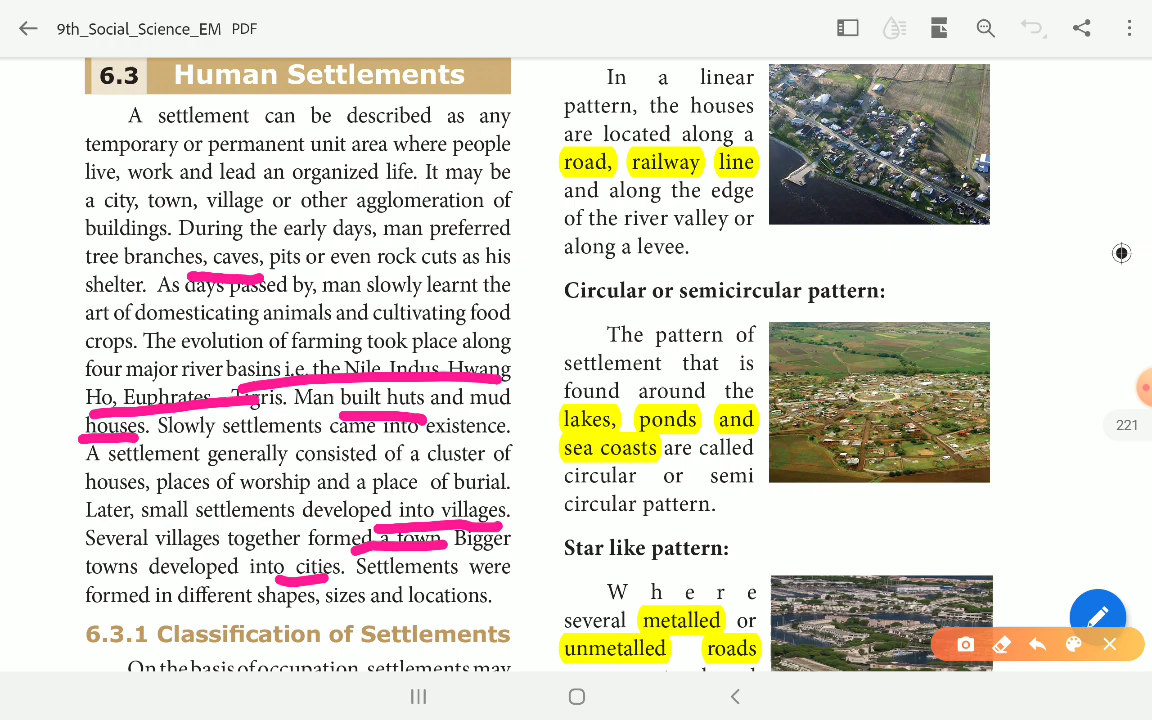 9th_Social_Science_EM PDF
6.3 Human Settlements
A settlement can be described as any
temporary or permanent unit area where people
live, work and lead an organized life. It may be
a city, town, village or other agglomeration of
buildings. During the early days, man preferred
tree branches, caves, pits or even rock cuts as his
shelter. As days passed by, man slowly learnt the
art of domesticating animals and cultivating food
crops. The evolution of farming took place along
four major river basins i.e. the Nile, Indus, Hwang
Ho, Euphrates - Tigris. Man built huts and mud
houses. Slowly settlements came into existence.
A settlement generally consisted of a cluster of
houses, places of worship and a place of burial.
Later, small settlements developed into villages.
Several villages together formed a town. Bigger
towns developed into cities. Settlements were
formed in different shapes, sizes and locations.
6.3.1 Classification of Settlements
On the basis of occupation, settlements may
In a linear
pattern, the houses
are located along a
road, railway line
and along the edge
of the river valley or
along a levee.
Circular or semicircular pattern:
The pattern of
settlement that is
found around the
lakes, ponds and
sea coasts are called
circular or semi
circular pattern.
Star like pattern:
Where
several metalled or
unmetalled roads
221